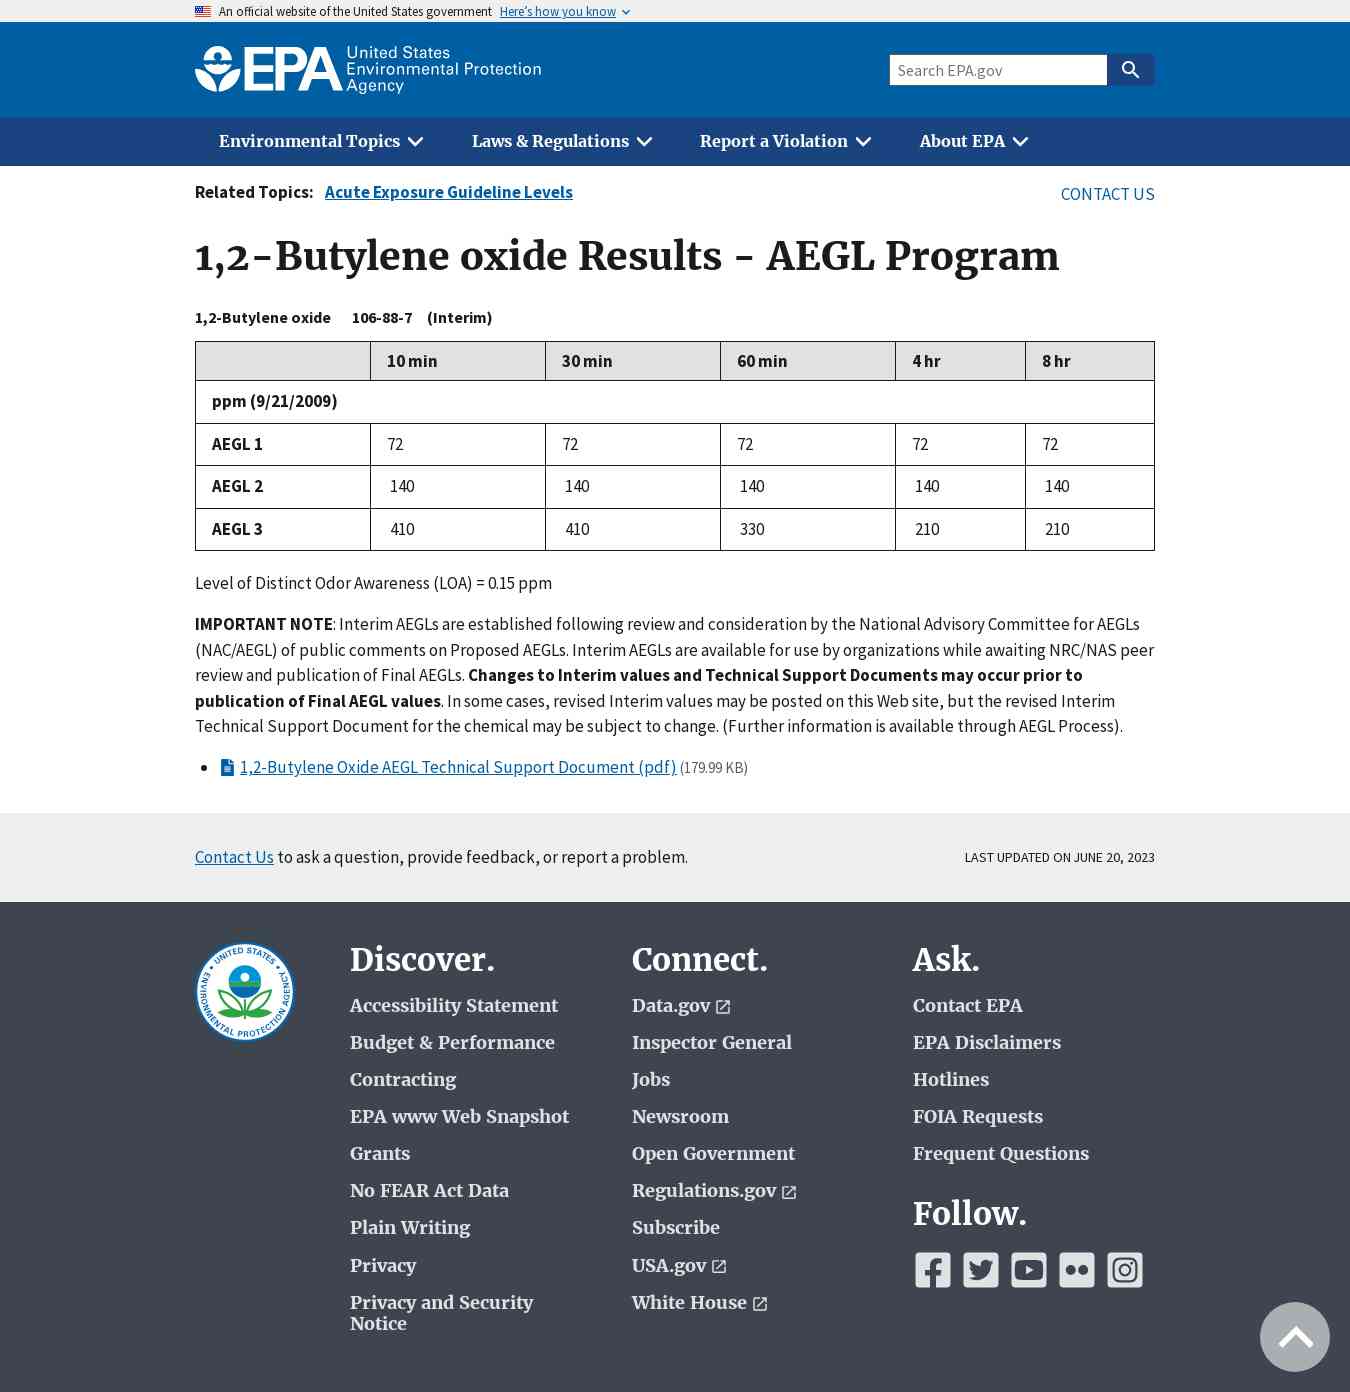 An official website of the United States government Here's how you know
EPA United States
Environmental Protection
Agency
Search EPA.gov
Environmental Topics Laws & Regulations Report a Violation About EPA
Related Topics: Acute Exposure Guideline Levels CONTACT US
1,2-Butylene oxide Results - AEGL Program
1,2-Butylene oxide 106-88-7 (Interim)
10 min 30 min 60 min 4 hr 8 hr
ppm (9/21/2009)
AEGL 1 72 72 72 72 72
AEGL 2 140 140 140 140 140
AEGL 3 410 410 330 210 210
Level of Distinct Odor Awareness (LOA) = 0.15 ppm
IMPORTANT NOTE: Interim AEGLs are established following review and consideration by the National Advisory Committee for AEGLs
(NAC/AEGL) of public comments on Proposed AEGLs. Interim AEGLs are available for use by organizations while awaiting NRC/NAS peer
review and publication of Final AEGLs. Changes to Interim values and Technical Support Documents may occur prior to
publication of Final AEGL values. In some cases, revised Interim values may be posted on this Web site, but the revised Interim
Technical Support Document for the chemical may be subject to change. (Further information is available through AEGL Process).
1,2-Butylene Oxide AEGL Technical Support Document (pdf) (179.99 KB)
Contact Us to ask a question, provide feedback, or report a problem. LAST UPDATED ON JUNE 20, 2023
UNITED STATES
ENVIRONMENTAL PROTECTION AGENCY
Discover.
Accessibility Statement
Budget & Performance
Contracting
EPA www Web Snapshot
Grants
No FEAR Act Data
Plain Writing
Privacy
Privacy and Security
Notice
Connect.
Data.gov
Inspector General
Jobs
Newsroom
Open Government
Regulations.gov
Subscribe
USA.gov
White House
Ask.
Contact EPA
EPA Disclaimers
Hotlines
FOIA Requests
Frequent Questions
Follow.